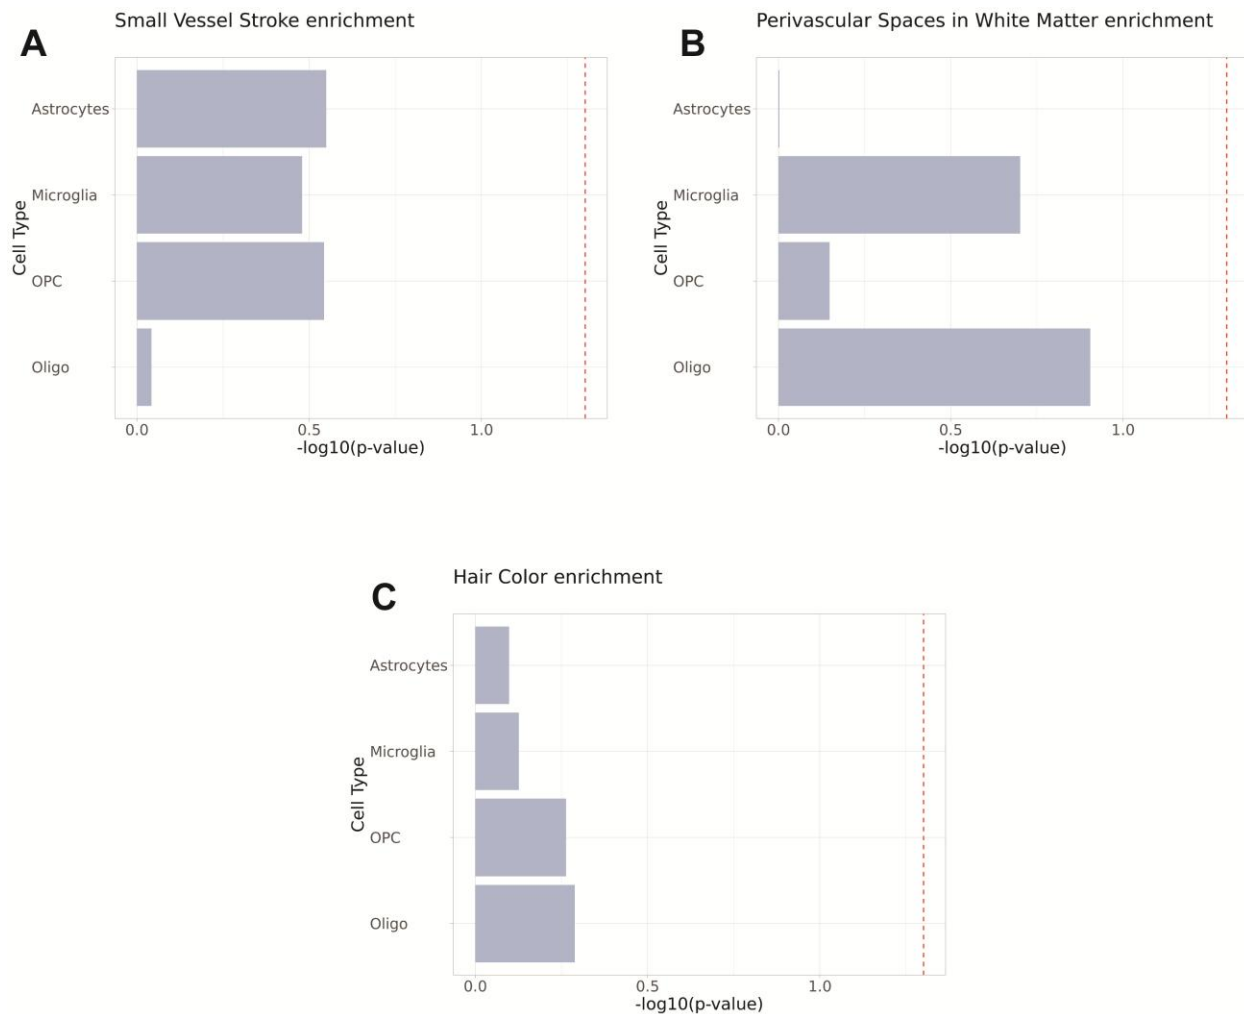 Small Vessel Stroke enrichment
A
Cell Type
Astrocytes
Microglia
OPC
Oligo
0.0 0.5 1.0
-log10(p-value)
Perivascular Spaces in White Matter enrichment
B
Cell Type
Astrocytes
Microglia
OPC
Oligo
0.0 0.5 1.0
-log10(p-value)
Hair Color enrichment
C
Cell Type
Astrocytes
Microglia
OPC
Oligo
0.0 0.5 1.0
-log10(p-value)